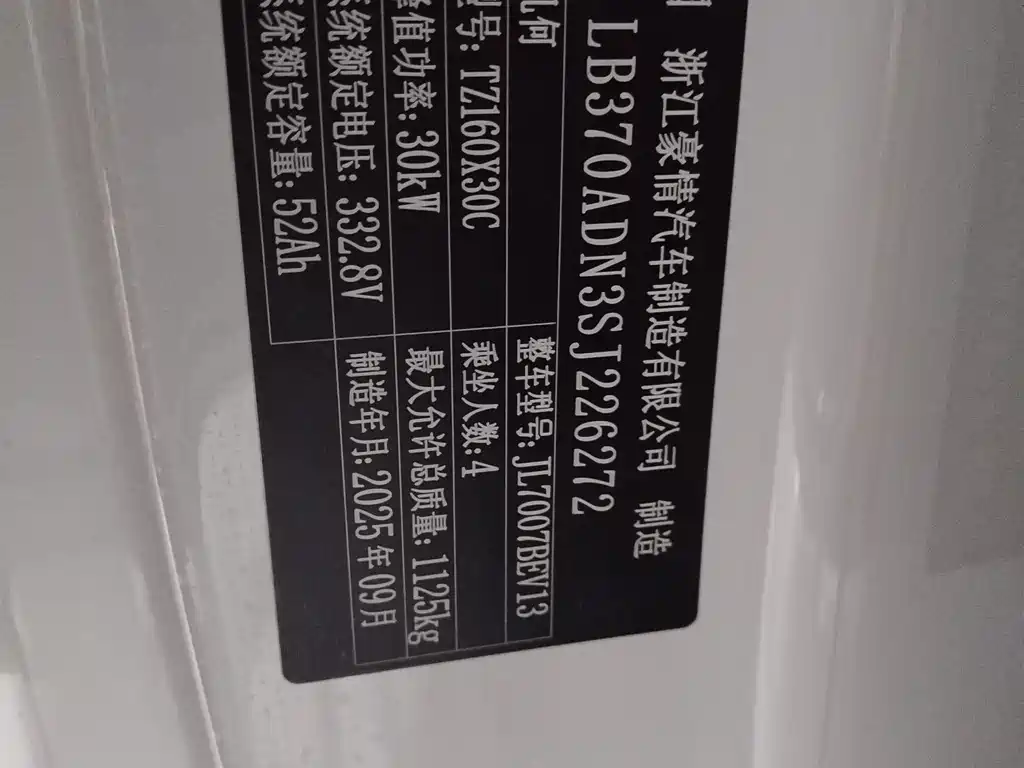 浙江豪情汽车制造有限公司 制造
LB370ADN3SJ226272
几何 整车型号: JL7007BEV13
型号: TZ160X30C 乘坐人数: 4
峰值功率: 30kW 最大允许总质量: 1125kg
系统额定电压: 332.8V 制造年月: 2025年09月
系统额定容量: 52Ah